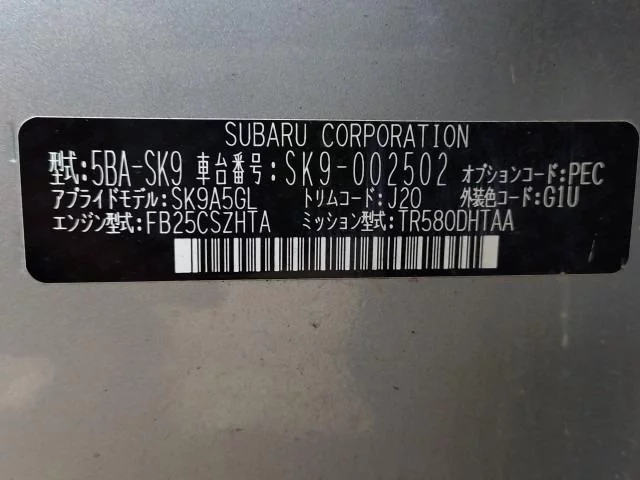 SUBARU CORPORATION
型式:5BA-SK9 車台番号:SK9-002502 オプションコード:PEC
アプライドモデル:SK9A5GL トリムコード:J20 外装色コード:G1U
エンジン型式:FB25CSZHTA ミッション型式:TR580DHTAA